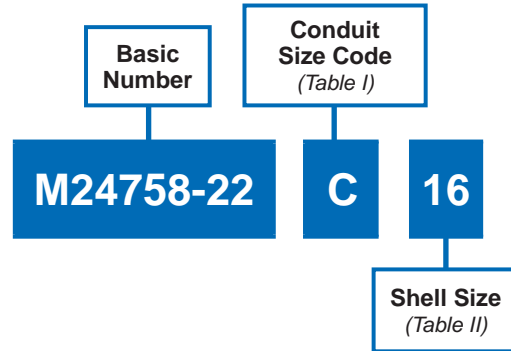 Basic
Number
Conduit
Size Code
(Table I)
M24758-22
C
16
Shell Size
(Table II)